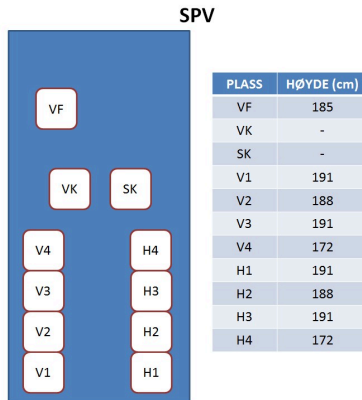 SPV
VF
VK SK
V4 H4
V3 H3
V2 H2
V1 H1
PLASS HØYDE (cm)
VF 185
VK -
SK -
V1 191
V2 188
V3 191
V4 172
H1 191
H2 188
H3 191
H4 172